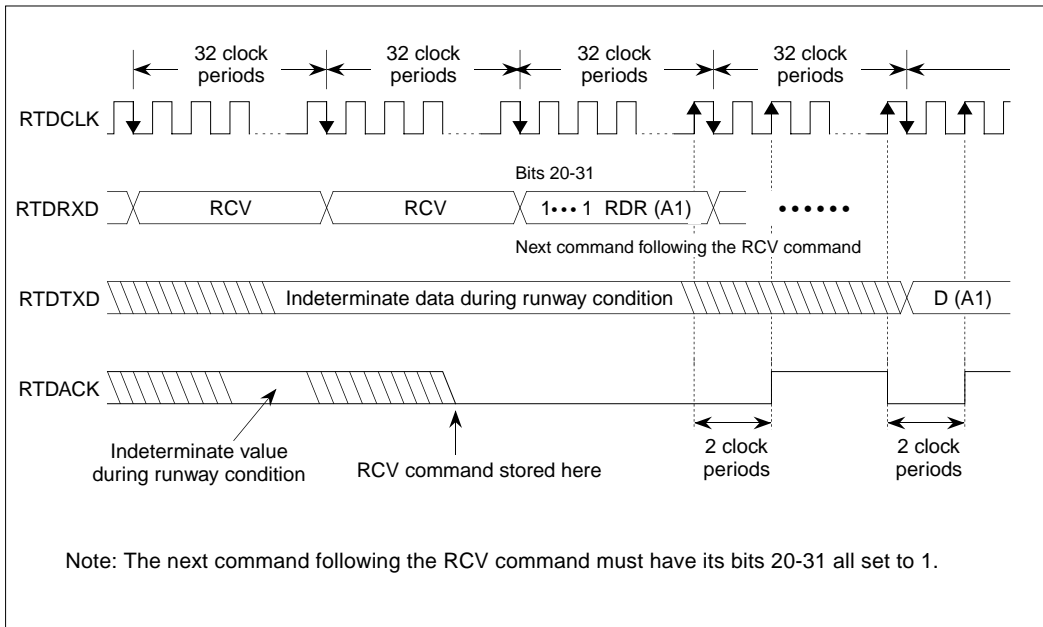 32 clock periods
32 clock periods
32 clock periods
32 clock periods
RTDCLK
Bits 20-31
RTDRXD
RCV
RCV
1••• 1 RDR (A1)
••••••
Next command following the RCV command
RTDTXD
Indeterminate data during runway condition
D (A1)
RTDACK
Indeterminate value
during runway condition
RCV command stored here
2 clock
periods
2 clock
periods
Note: The next command following the RCV command must have its bits 20-31 all set to 1.